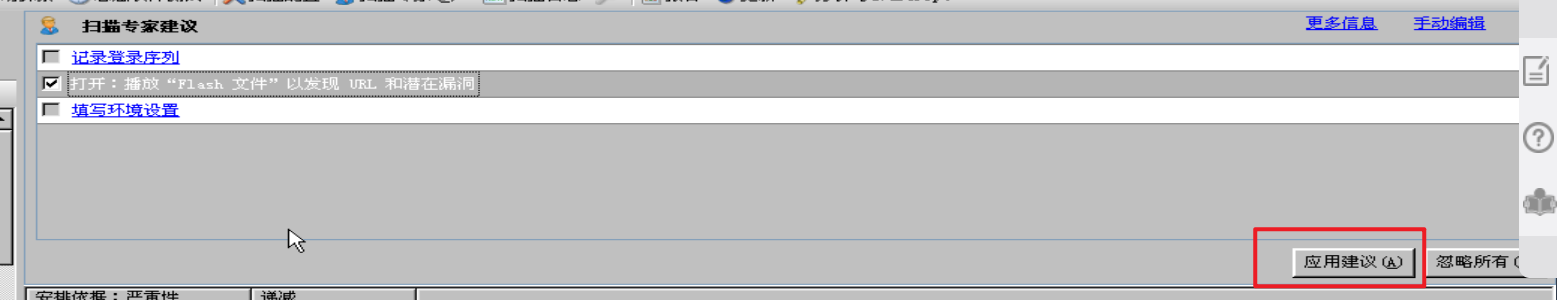 扫描专家建议 更多信息 手动编辑
记录登录序列
打开：播放“Flash 文件”以发现 URL 和潜在漏洞
填写环境设置
应用建议(A) 忽略所有(
安排依据：严重性 递减